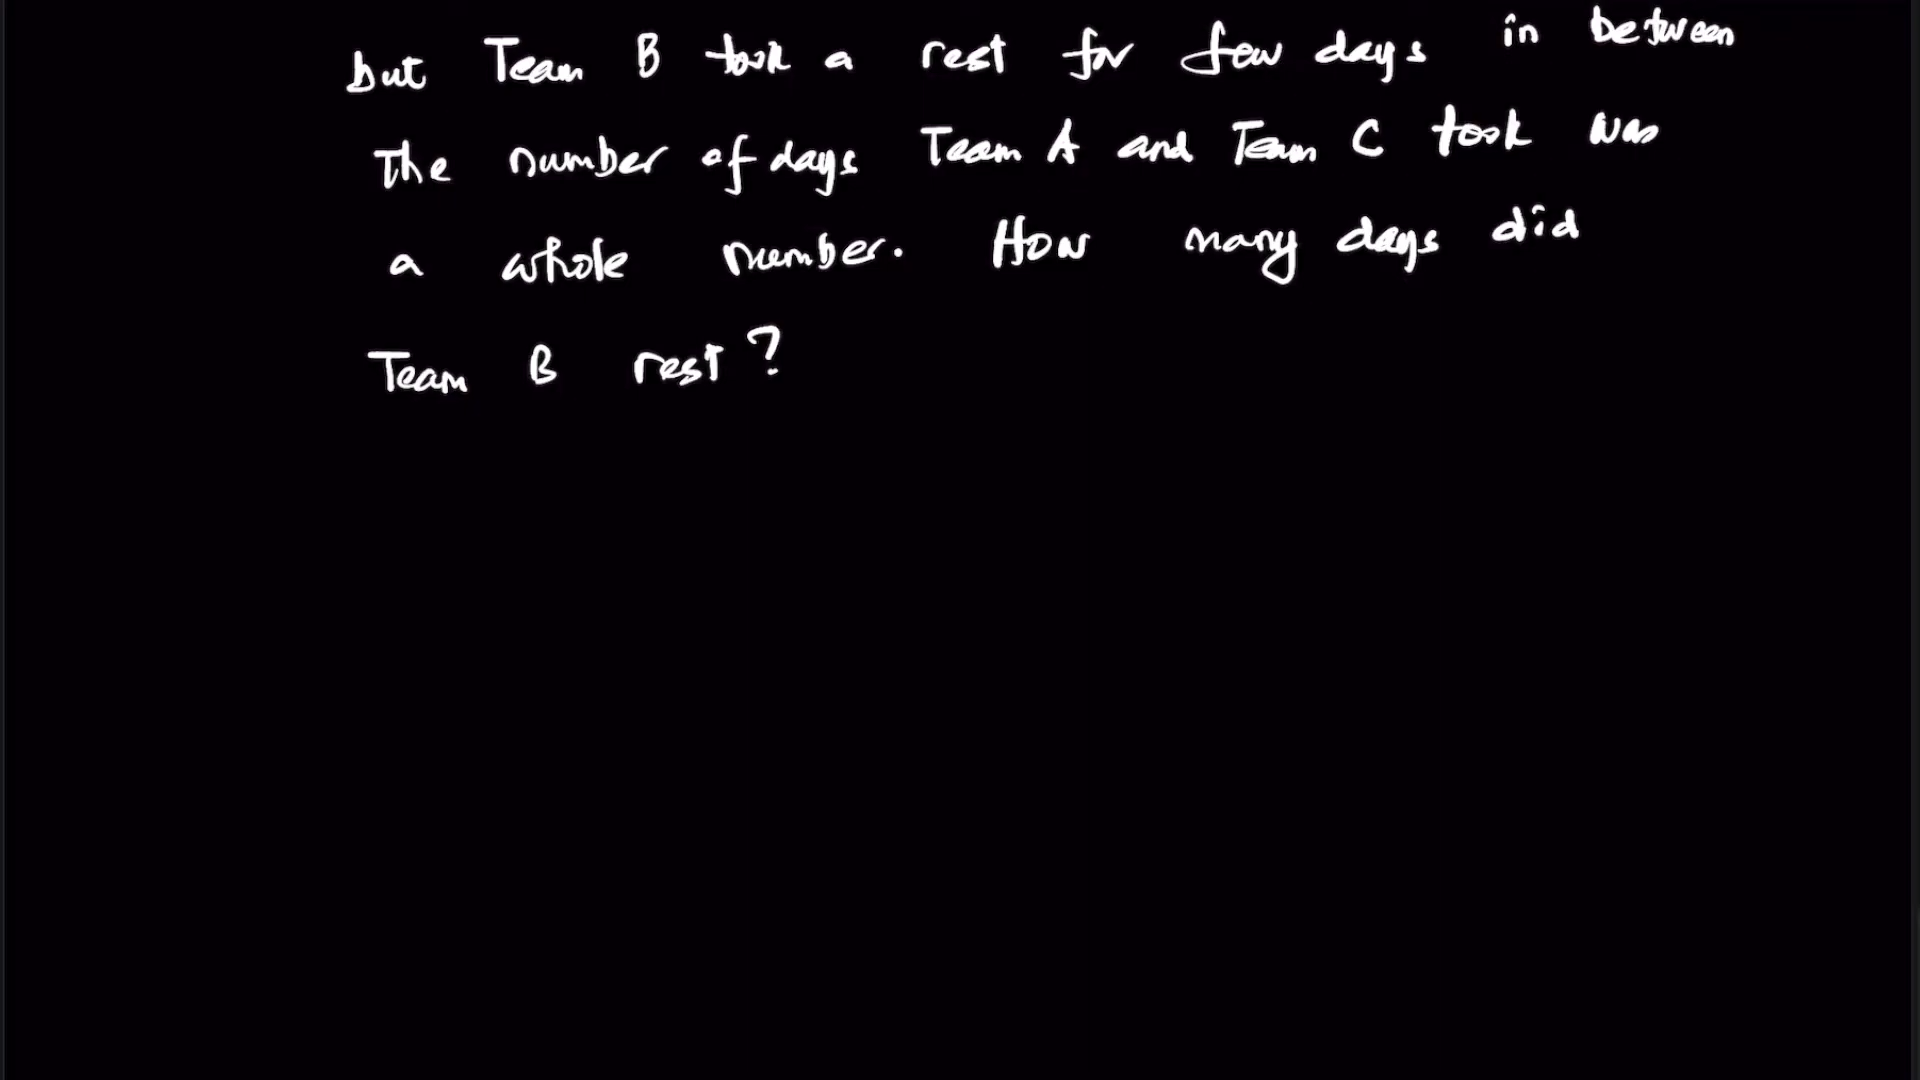 but Team B took a rest for few days in between
The number of days Team A and Team C took was
a whole number. How many days did
Team B rest?